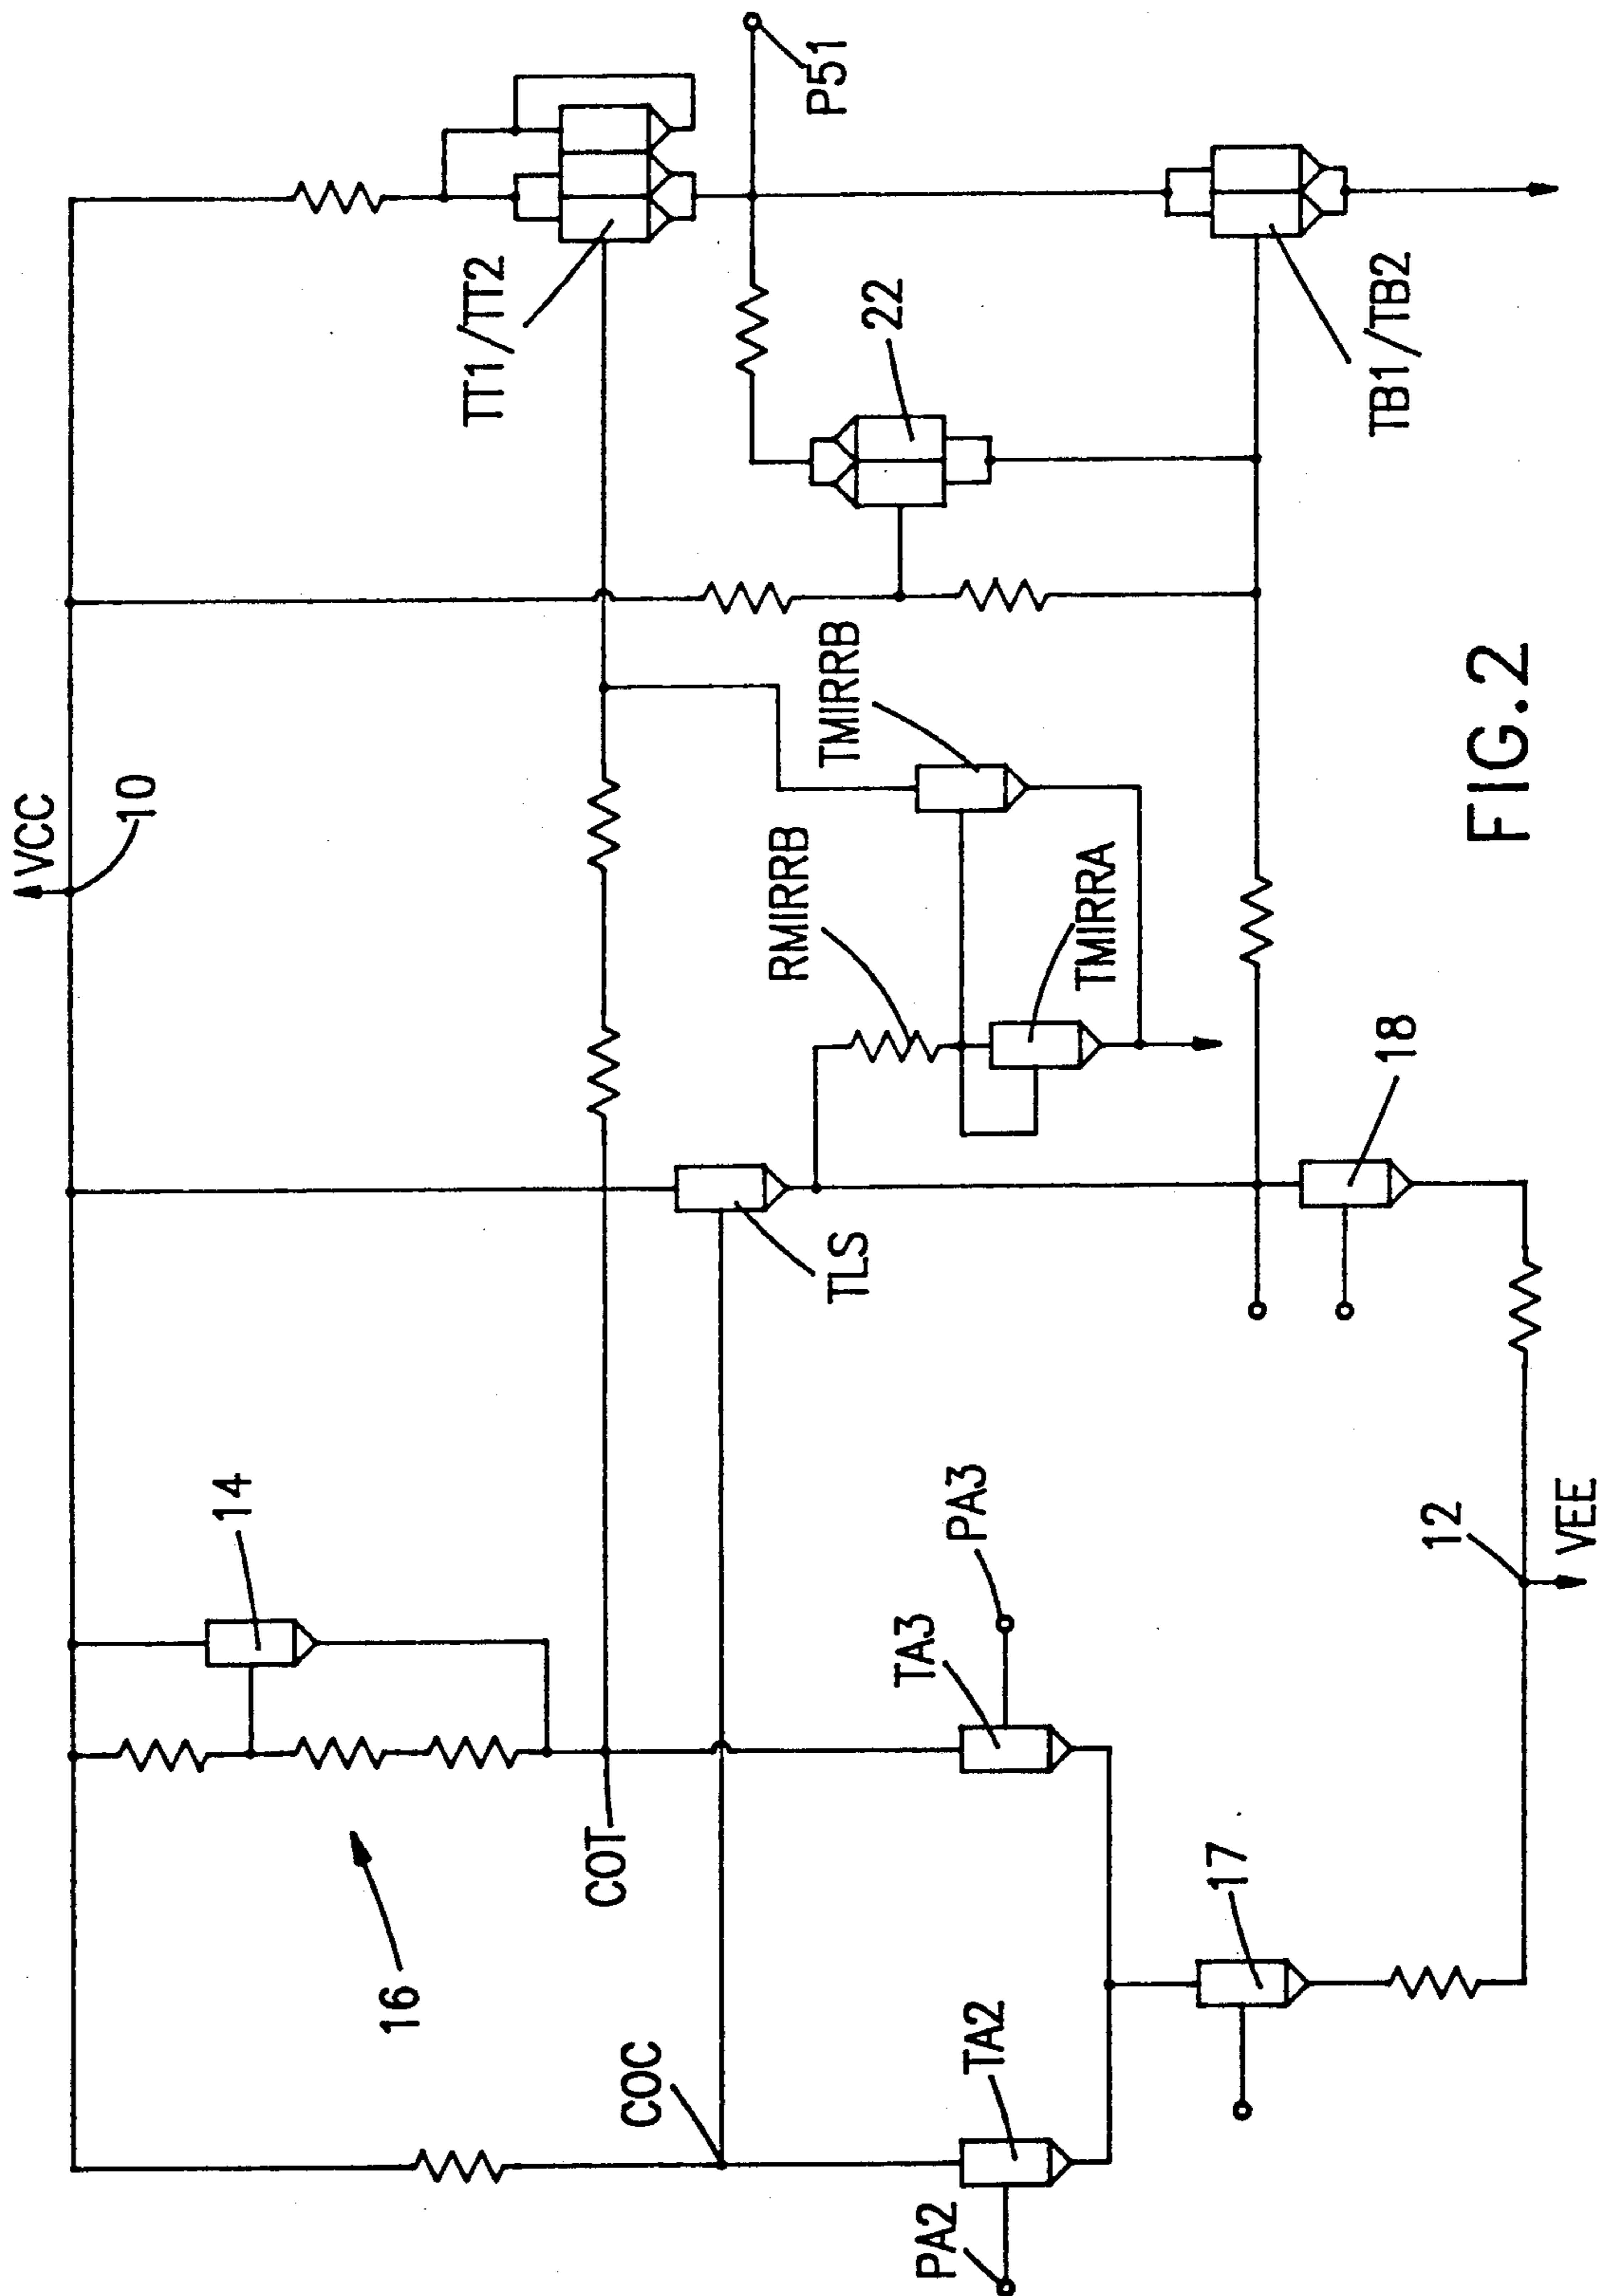 VCC
10
14
16
COT
COC
TLS
TT1/TT2
P51
22
TMIRRB
RMIRRB
TMIRRA
TB1/TB2
TA3
PA3
TA2
PA2
17
18
12
VEE
FIG.2